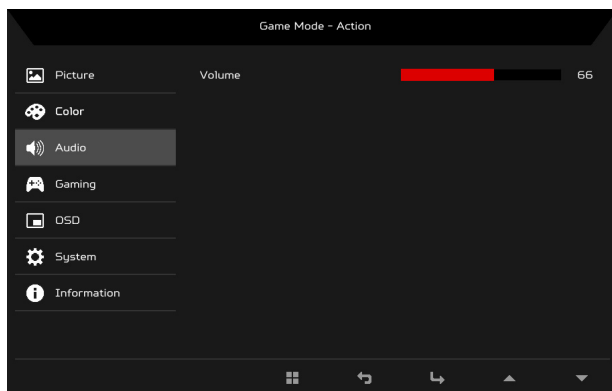 Game Mode - Action
Picture
Volume 66
Color
Audio
Gaming
OSD
System
Information